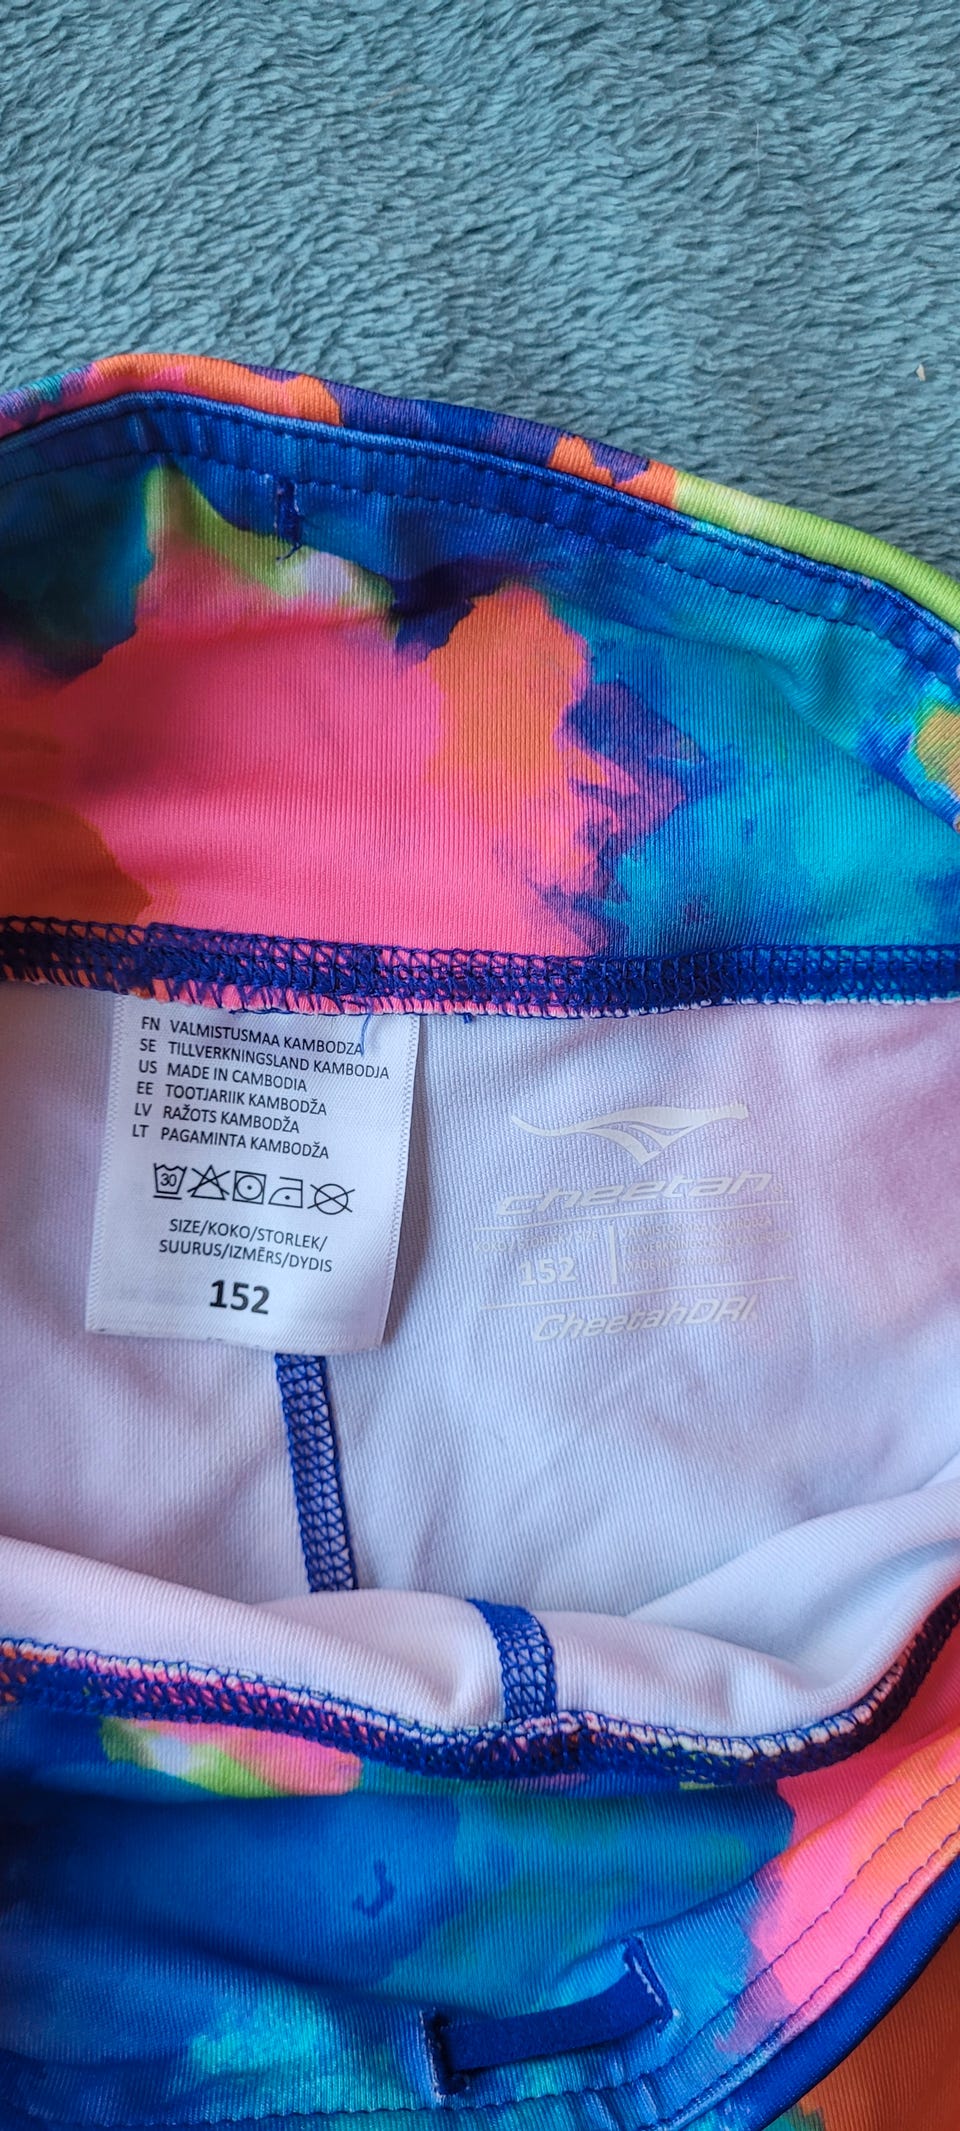 FN VALMISTUSMAA KAMBODZA
SE TILLVERKNINGSLAND KAMBODJA
US MADE IN CAMBODIA
EE TOOTJARIIK KAMBODŽA
LV RAŽOTS KAMBODŽA
LT PAGAMINTA KAMBODŽA
30
SIZE/KOKO/STORLEK/
SUURUS/IZMĒRS/DYDIS
152
cheetah
152
CheetahDRI.